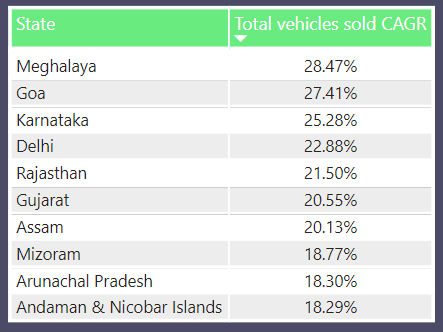 State Total vehicles sold CAGR
Meghalaya 28.47%
Goa 27.41%
Karnataka 25.28%
Delhi 22.88%
Rajasthan 21.50%
Gujarat 20.55%
Assam 20.13%
Mizoram 18.77%
Arunachal Pradesh 18.30%
Andaman & Nicobar Islands 18.29%